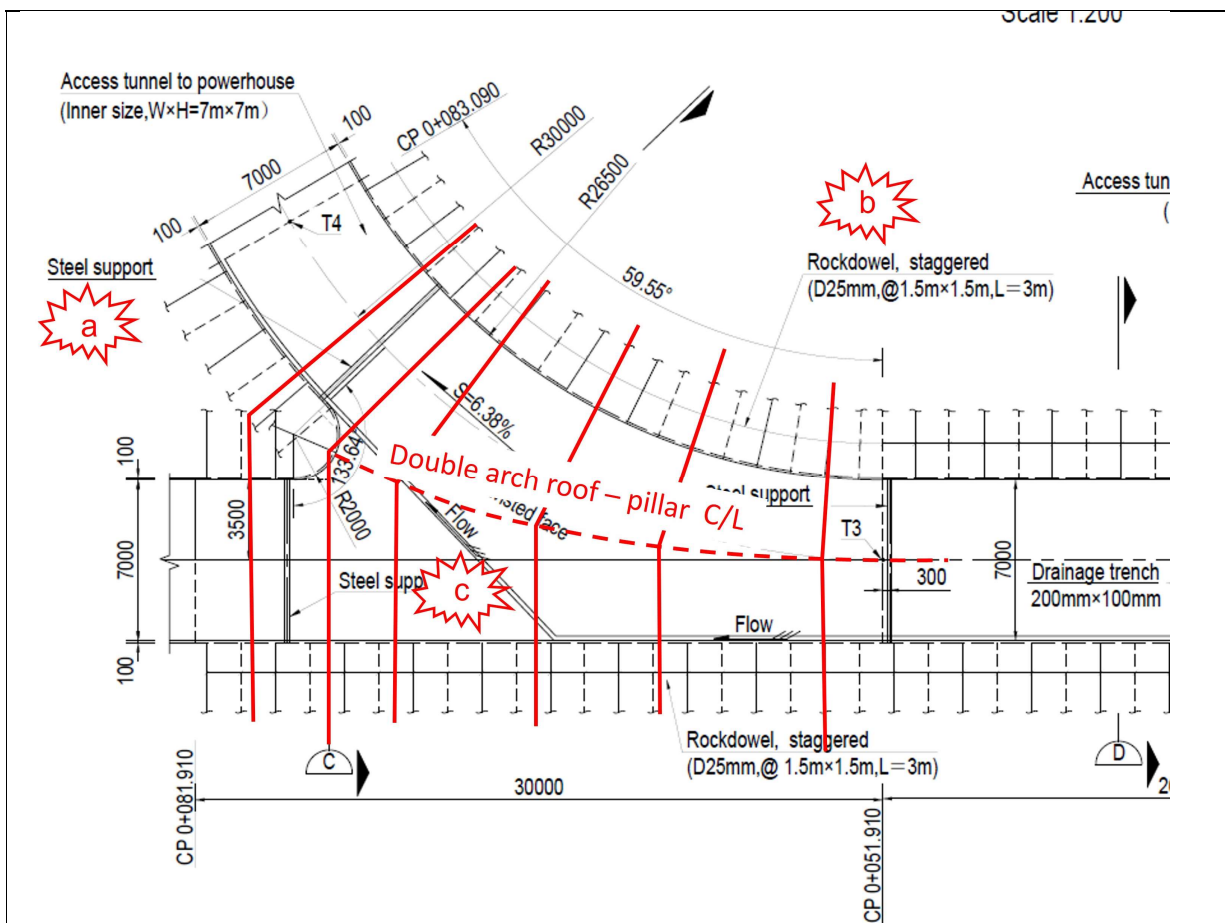 Scale 1:200
Access tunnel to powerhouse
(Inner size,W×H=7m×7m)
100
7000
100
CP 0+083.090
R30000
R26500
T4
Steel support
a
b
59.55°
Access tun
(
Rockdowel, staggered
(D25mm,@1.5m×1.5m,L=3m)
S=6.38%
133.64
R2000
100
3500
7000
100
Double arch roof – pillar C/L
Steel support
Flow
T3
7000
300
Drainage trench
200mm×100mm
Steel supp
c
Flow
Rockdowel, staggered
(D25mm,@ 1.5m×1.5m,L=3m)
C
D
30000
CP 0+081.910
CP 0+051.910